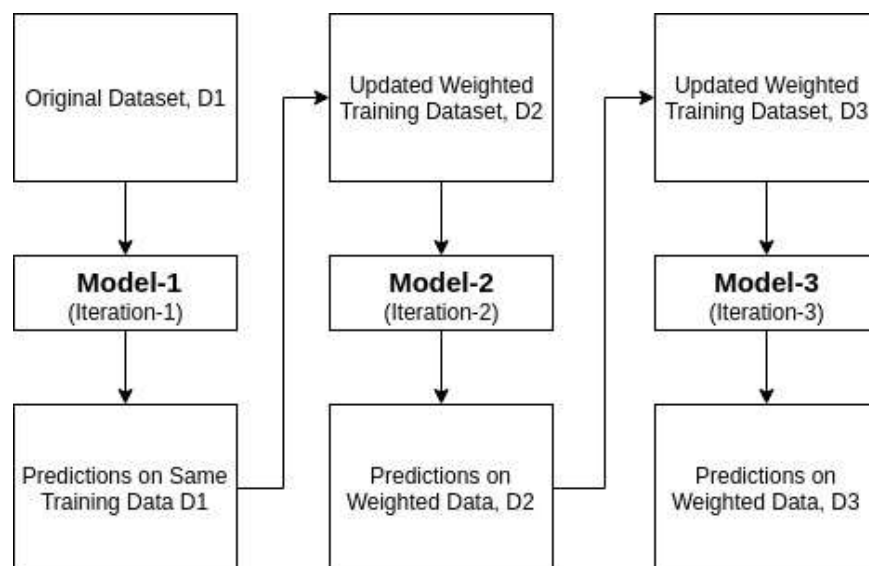 Original Dataset, D1
Model-1
(Iteration-1)
Predictions on Same
Training Data D1
Updated Weighted
Training Dataset, D2
Model-2
(Iteration-2)
Predictions on
Weighted Data, D2
Updated Weighted
Training Dataset, D3
Model-3
(Iteration-3)
Predictions on
Weighted Data, D3